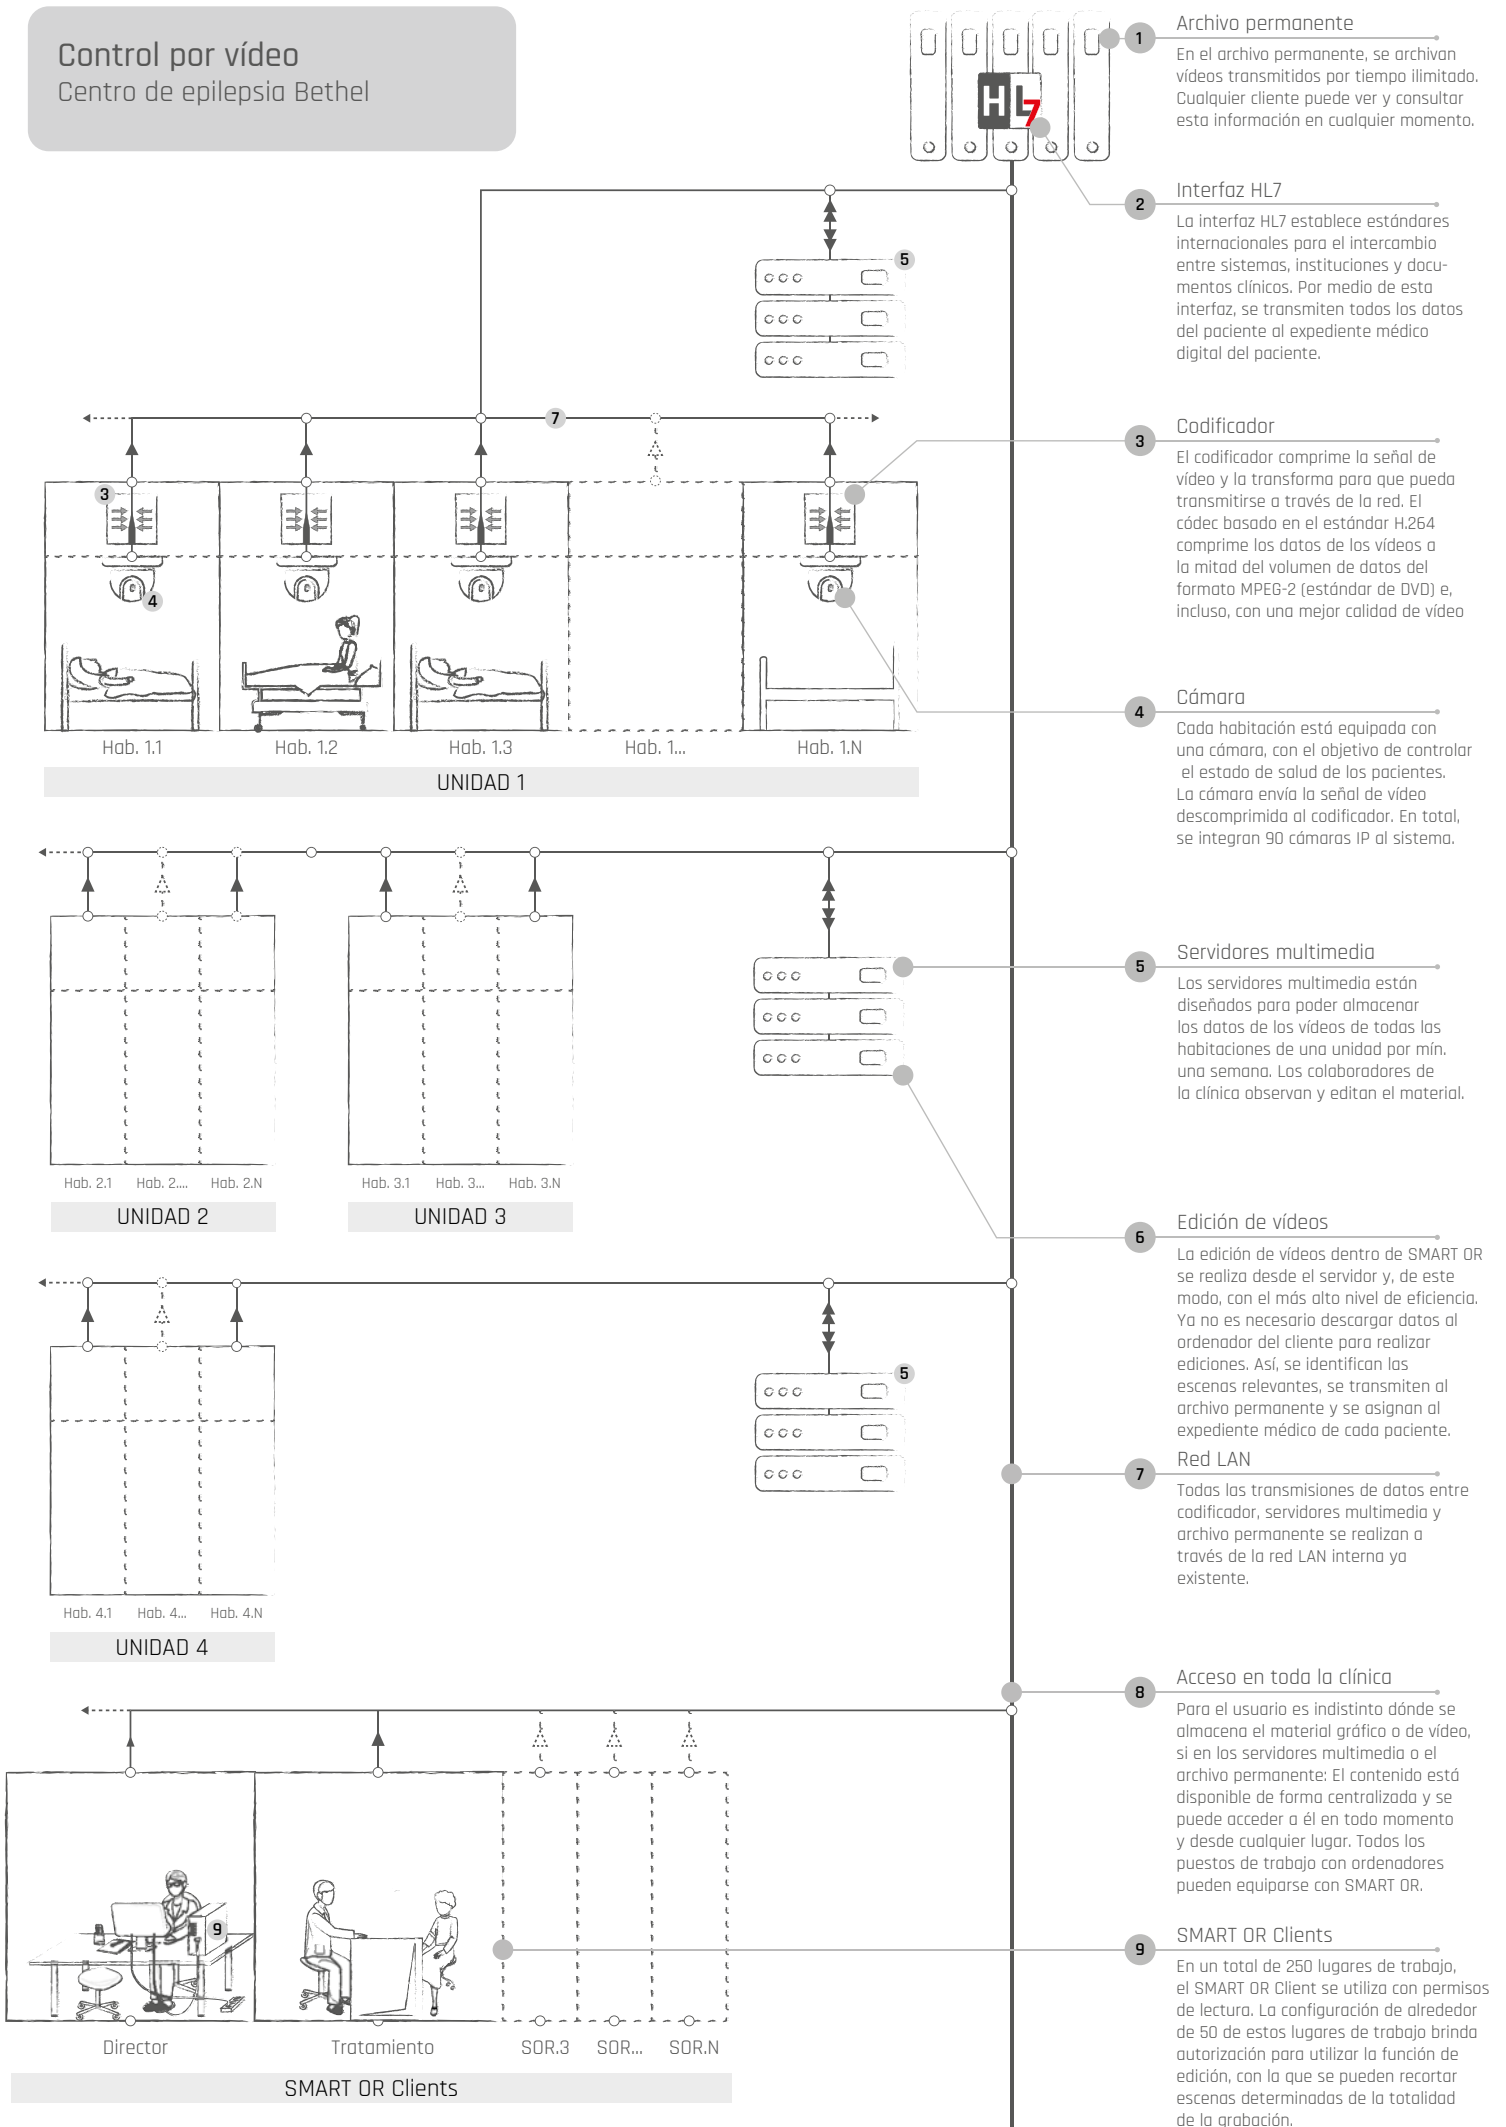 Control por vídeo
Centro de epilepsia Bethel
HL7
1
Archivo permanente
En el archivo permanente, se archivan
vídeos transmitidos por tiempo ilimitado.
Cualquier cliente puede ver y consultar
esta información en cualquier momento.
2
Interfaz HL7
La interfaz HL7 establece estándares
internacionales para el intercambio
entre sistemas, instituciones y docu-
mentos clínicos. Por medio de esta
interfaz, se transmiten todos los datos
del paciente al expediente médico
digital del paciente.
5
7
3
Codificador
El codificador comprime la señal de
vídeo y la transforma para que pueda
transmitirse a través de la red. El
códec basado en el estándar H.264
comprime los datos de los vídeos a
la mitad del volumen de datos del
formato MPEG-2 (estándar de DVD) e,
incluso, con una mejor calidad de vídeo
3
4
4
Cámara
Cada habitación está equipada con
una cámara, con el objetivo de controlar
el estado de salud de los pacientes.
La cámara envía la señal de vídeo
descomprimida al codificador. En total,
se integran 90 cámaras IP al sistema.
Hab. 1.1 Hab. 1.2 Hab. 1.3 Hab. 1... Hab. 1.N
UNIDAD 1
5
Servidores multimedia
Los servidores multimedia están
diseñados para poder almacenar
los datos de los vídeos de todas las
habitaciones de una unidad por mín.
una semana. Los colaboradores de
la clínica observan y editan el material.
Hab. 2.1 Hab. 2.... Hab. 2.N
UNIDAD 2
Hab. 3.1 Hab. 3... Hab. 3.N
UNIDAD 3
6
Edición de vídeos
La edición de vídeos dentro de SMART OR
se realiza desde el servidor y, de este
modo, con el más alto nivel de eficiencia.
Ya no es necesario descargar datos al
ordenador del cliente para realizar
ediciones. Así, se identifican las
escenas relevantes, se transmiten al
archivo permanente y se asignan al
expediente médico de cada paciente.
5
7
Red LAN
Todas las transmisiones de datos entre
codificador, servidores multimedia y
archivo permanente se realizan a
través de la red LAN interna ya
existente.
Hab. 4.1 Hab. 4... Hab. 4.N
UNIDAD 4
8
Acceso en toda la clínica
Para el usuario es indistinto dónde se
almacena el material gráfico o de vídeo,
si en los servidores multimedia o el
archivo permanente: El contenido está
disponible de forma centralizada y se
puede acceder a él en todo momento
y desde cualquier lugar. Todos los
puestos de trabajo con ordenadores
pueden equiparse con SMART OR.
9
9
SMART OR Clients
En un total de 250 lugares de trabajo,
el SMART OR Client se utiliza con permisos
de lectura. La configuración de alrededor
de 50 de estos lugares de trabajo brinda
autorización para utilizar la función de
edición, con la que se pueden recortar
escenas determinadas de la totalidad
de la grabación.
Director Tratamiento SOR.3 SOR... SOR.N
SMART OR Clients